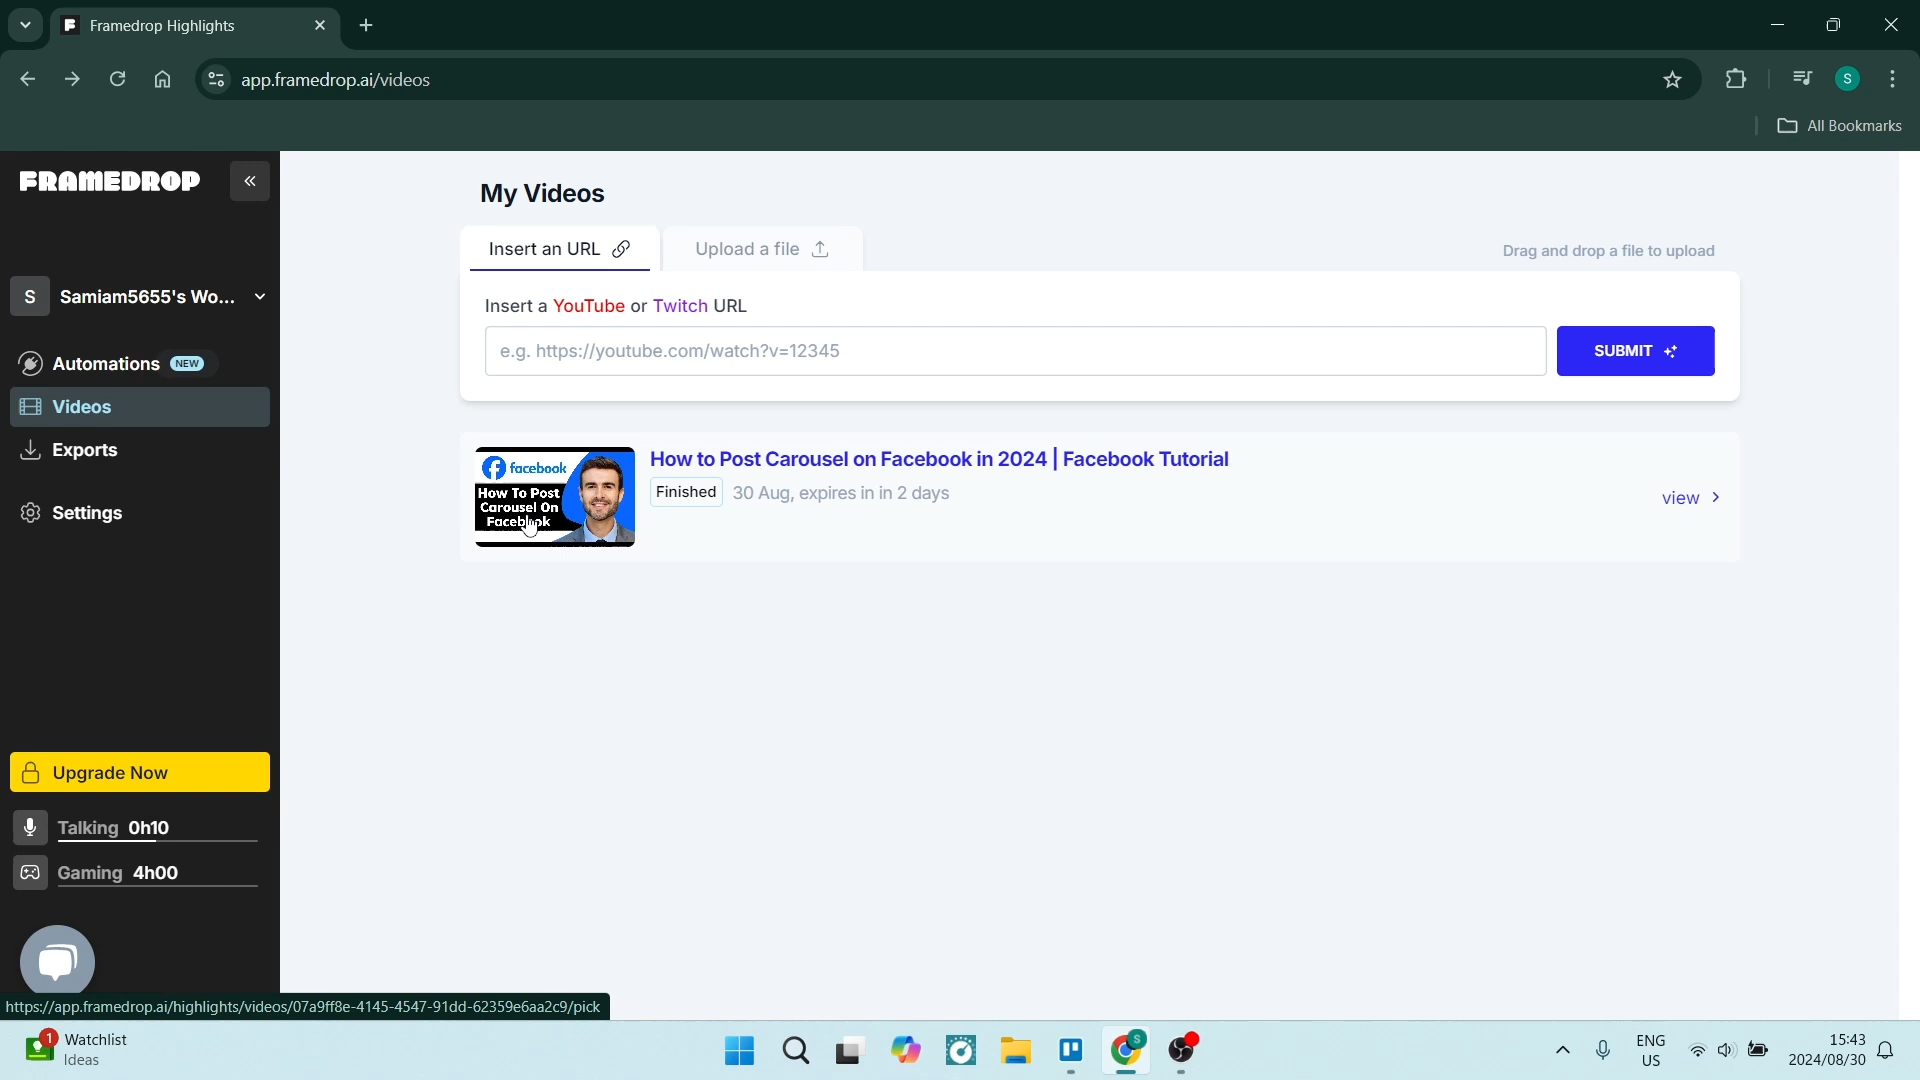 Framedrop Highlights
app.framedrop.ai/videos
S
All Bookmarks
FRAMEDROP
S Samiam5655's Wo...
Automations NEW
Videos
Exports
Settings
Upgrade Now
Talking 0h10
Gaming 4h00
My Videos
Insert an URL
Upload a file
Drag and drop a file to upload
Insert a YouTube or Twitch URL
e.g. https://youtube.com/watch?v=12345
SUBMIT
facebook
How To Post
Carousel On
Facebook
How to Post Carousel on Facebook in 2024 | Facebook Tutorial
Finished 30 Aug, expires in in 2 days
view
https://app.framedrop.ai/highlights/videos/07a9ff8e-4145-4547-91dd-62359e6aa2c9/pick
1
Watchlist
Ideas
S
ENG
US
15:43
2024/08/30